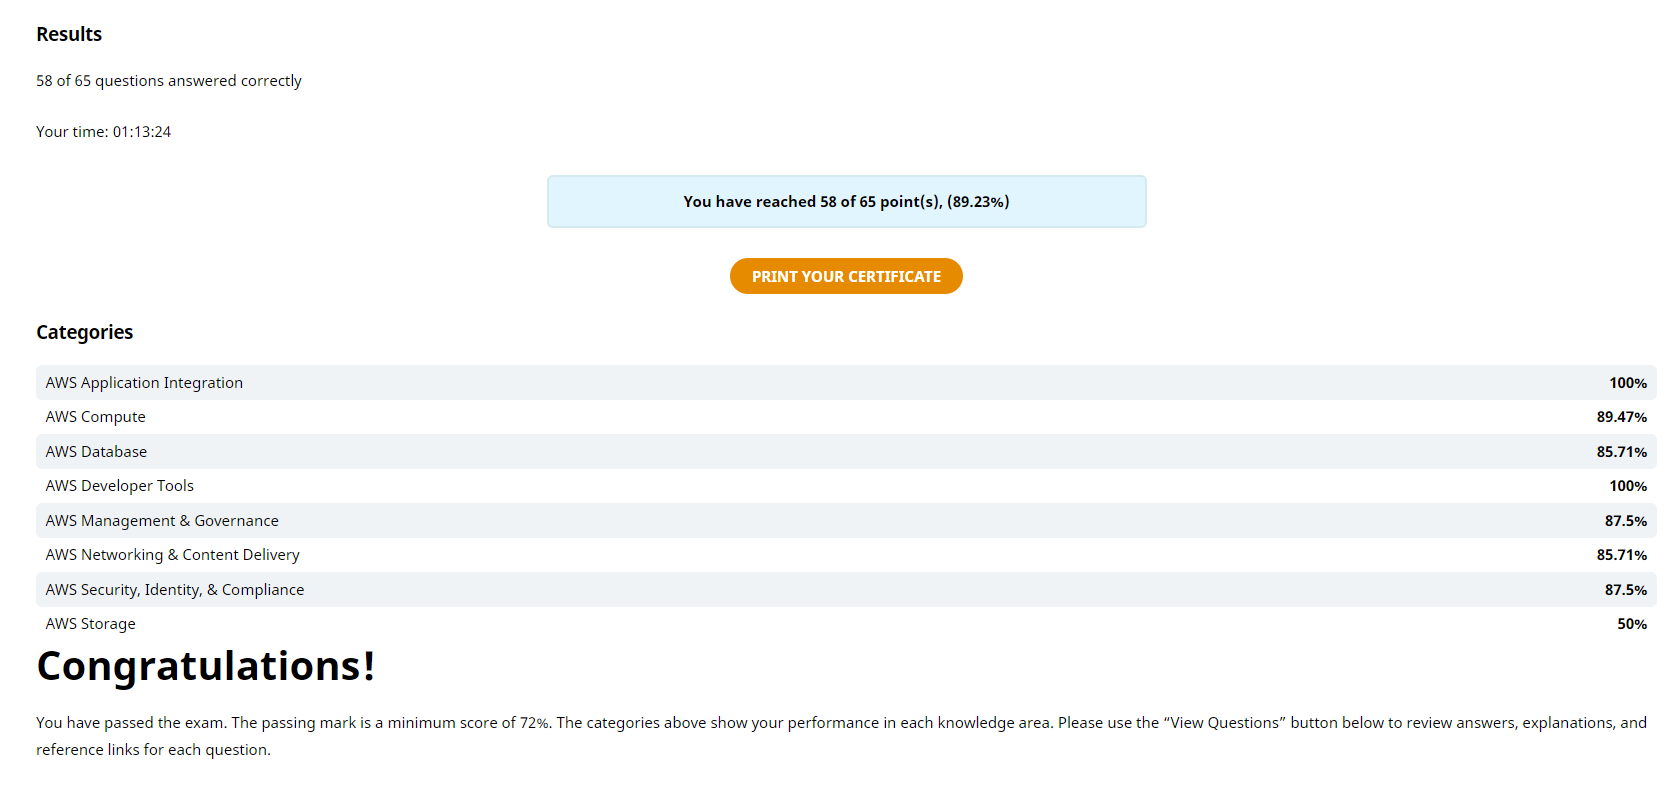 Results
58 of 65 questions answered correctly
Your time: 01:13:24
You have reached 58 of 65 point(s), (89.23%)
PRINT YOUR CERTIFICATE
Categories
AWS Application Integration 100%
AWS Compute 89.47%
AWS Database 85.71%
AWS Developer Tools 100%
AWS Management & Governance 87.5%
AWS Networking & Content Delivery 85.71%
AWS Security, Identity, & Compliance 87.5%
AWS Storage 50%
Congratulations!
You have passed the exam. The passing mark is a minimum score of 72%. The categories above show your performance in each knowledge area. Please use the “View Questions” button below to review answers, explanations, and
reference links for each question.